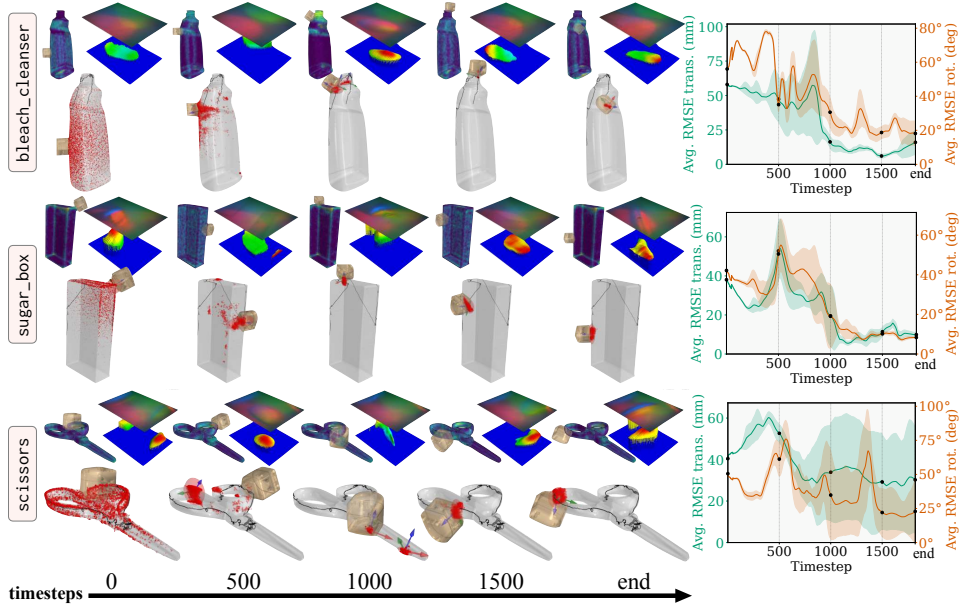 bleach_cleanser
Avg. RMSE trans. (mm)
100
75
50
25
0
80°
60°
40°
20°
0°
Avg. RMSE rot. (deg)
500
1000
1500
end
Timestep
sugar_box
Avg. RMSE trans. (mm)
60
40
20
0
60°
40°
20°
0°
Avg. RMSE rot. (deg)
500
1000
1500
end
Timestep
scissors
Avg. RMSE trans. (mm)
60
40
20
0
100°
75°
50°
25°
0°
Avg. RMSE rot. (deg)
500
1000
1500
end
Timestep
0
500
1000
1500
end
timesteps